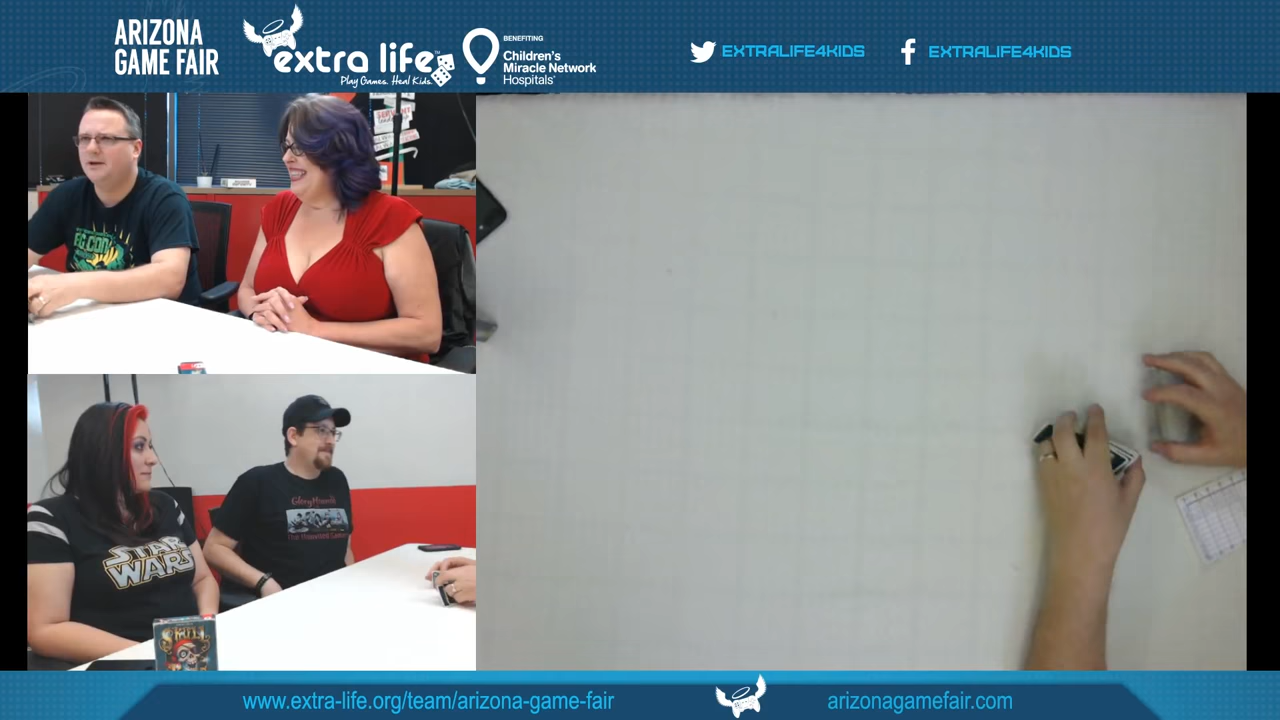 ARIZONA
GAME FAIR
extra life
Play Games. Heal Kids.
BENEFITING
Children's
Miracle Network
Hospitals
EXTRALIFE4KIDS
EXTRALIFE4KIDS
STAR
WARS
SKULL
www.extra-life.org/team/arizona-game-fair
arizonagamefair.com